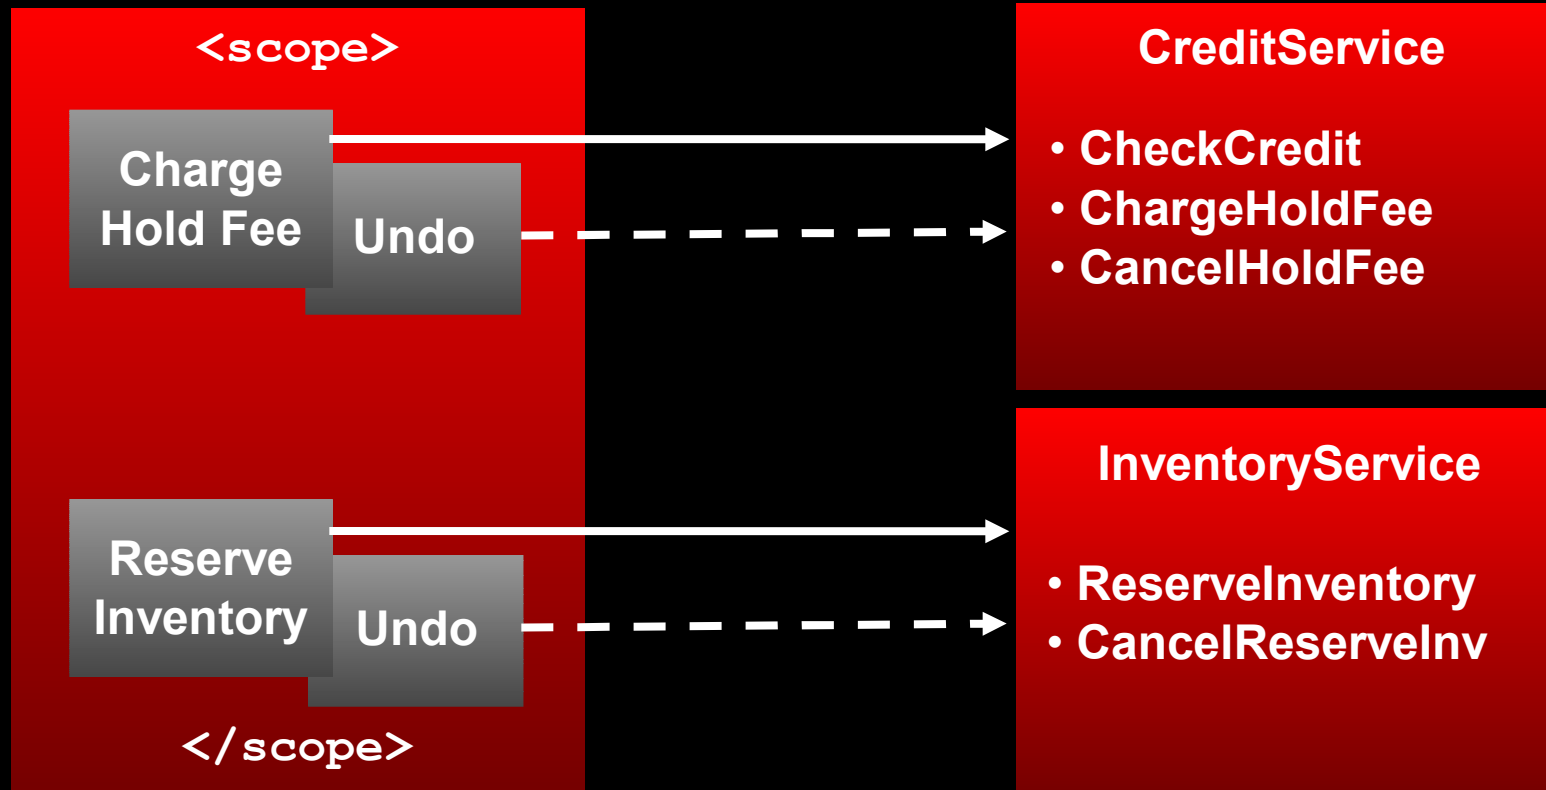 <scope>
Charge
Hold Fee
Undo
Reserve
Inventory
Undo
</scope>
CreditService
• CheckCredit
• ChargeHoldFee
• CancelHoldFee
InventoryService
• ReserveInventory
• CancelReserveInv